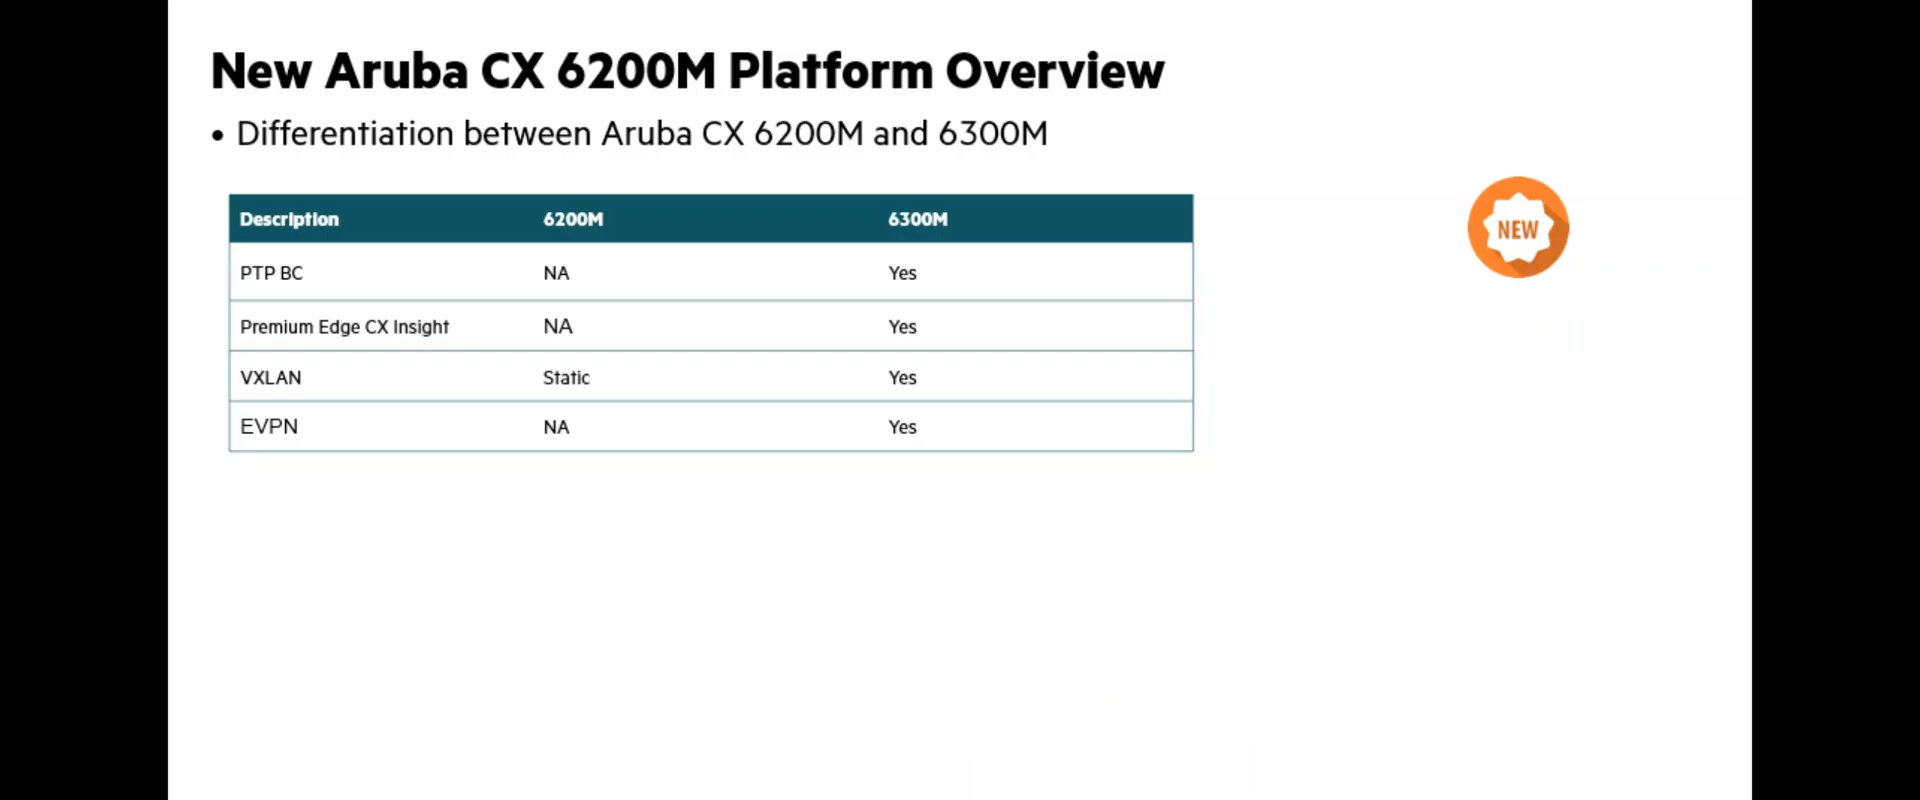 New Aruba CX 6200M Platform Overview
• Differentiation between Aruba CX 6200M and 6300M
Description 6200M 6300M
NEW
PTP BC NA Yes
Premium Edge CX Insight NA Yes
VXLAN Static Yes
EVPN NA Yes